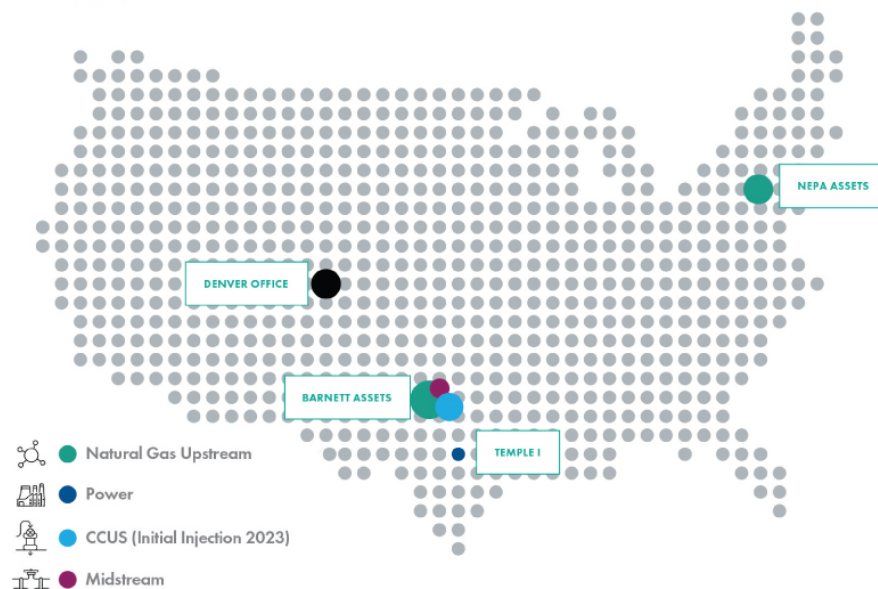 NEPA ASSETS
DENVER OFFICE
BARNETT ASSETS
TEMPLE I
Natural Gas Upstream
Power
CCUS (Initial Injection 2023)
Midstream